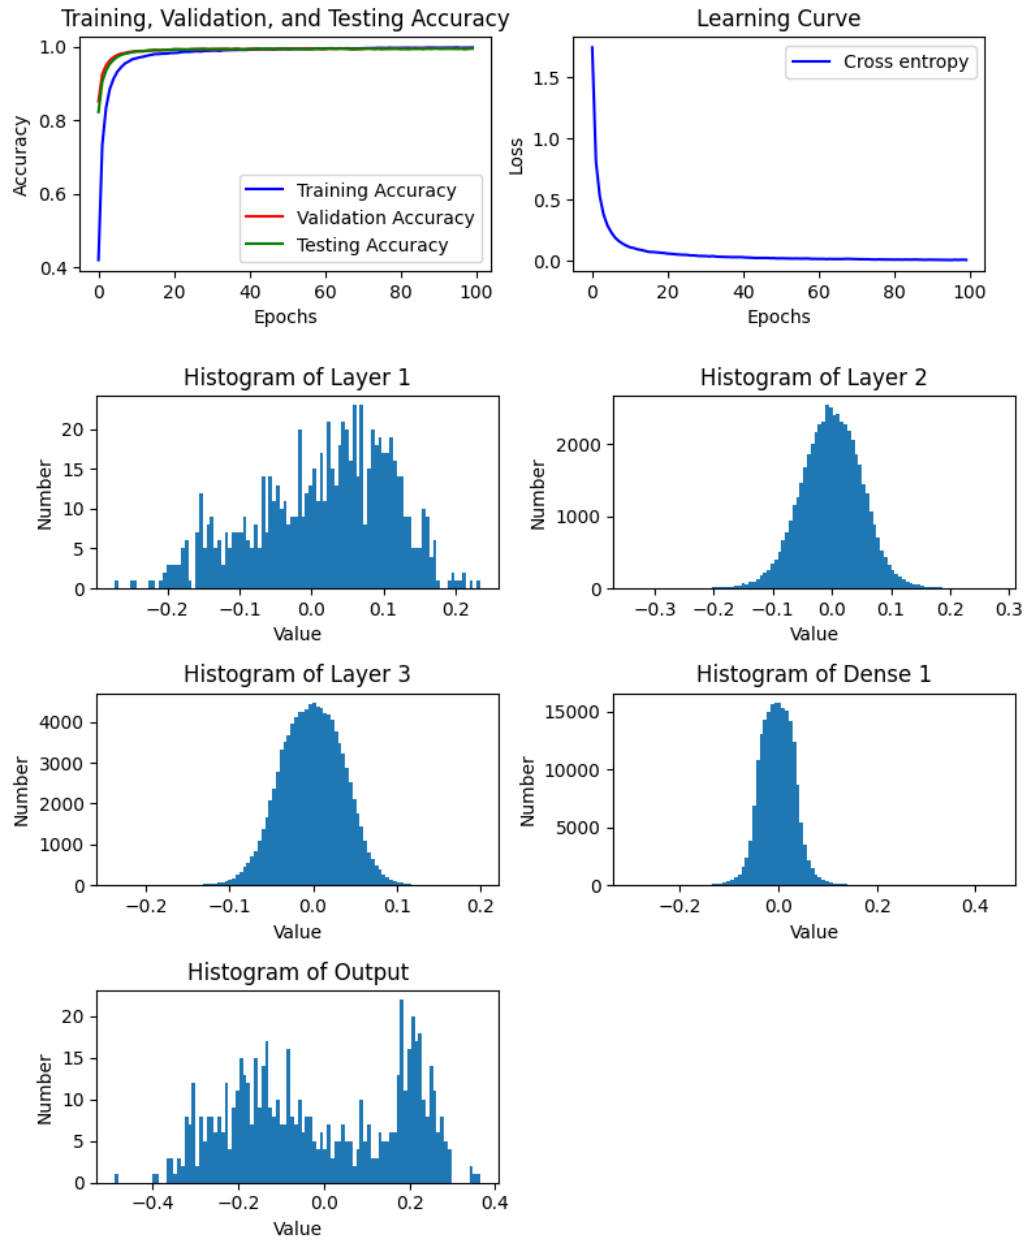 Training, Validation, and Testing Accuracy
1.0
0.8
0.6
0.4
Accuracy
Training Accuracy
Validation Accuracy
Testing Accuracy
0 20 40 60 80 100
Epochs
Learning Curve
1.5
1.0
0.5
0.0
Loss
Cross entropy
0 20 40 60 80 100
Epochs
Histogram of Layer 1
20
15
10
5
0
Number
−0.2 −0.1 0.0 0.1 0.2
Value
Histogram of Layer 2
2000
1000
0
Number
−0.3 −0.2 −0.1 0.0 0.1 0.2 0.3
Value
Histogram of Layer 3
4000
3000
2000
1000
0
Number
−0.2 −0.1 0.0 0.1 0.2
Value
Histogram of Dense 1
15000
10000
5000
0
Number
−0.2 0.0 0.2 0.4
Value
Histogram of Output
20
15
10
5
0
Number
−0.4 −0.2 0.0 0.2 0.4
Value